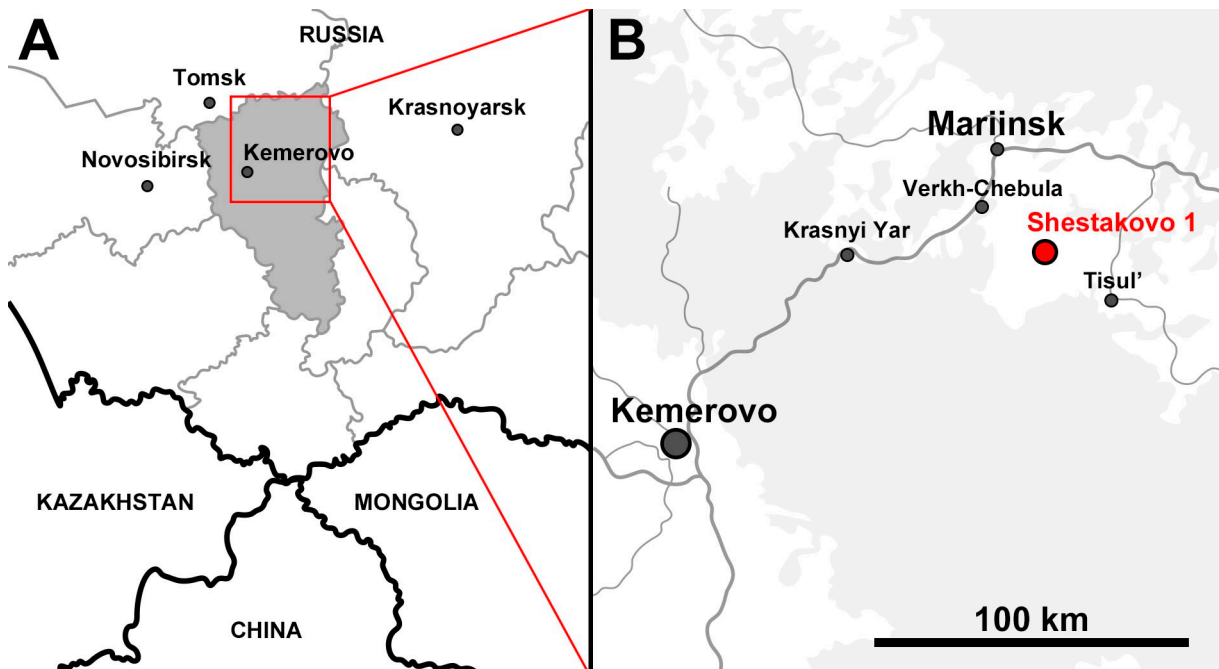 A
RUSSIA
Tomsk
Krasnoyarsk
Novosibirsk
Kemerovo
KAZAKHSTAN
MONGOLIA
CHINA
B
Mariinsk
Verkh-Chebula
Krasnyi Yar
Shestakovo 1
Tisul’
Kemerovo
100 km